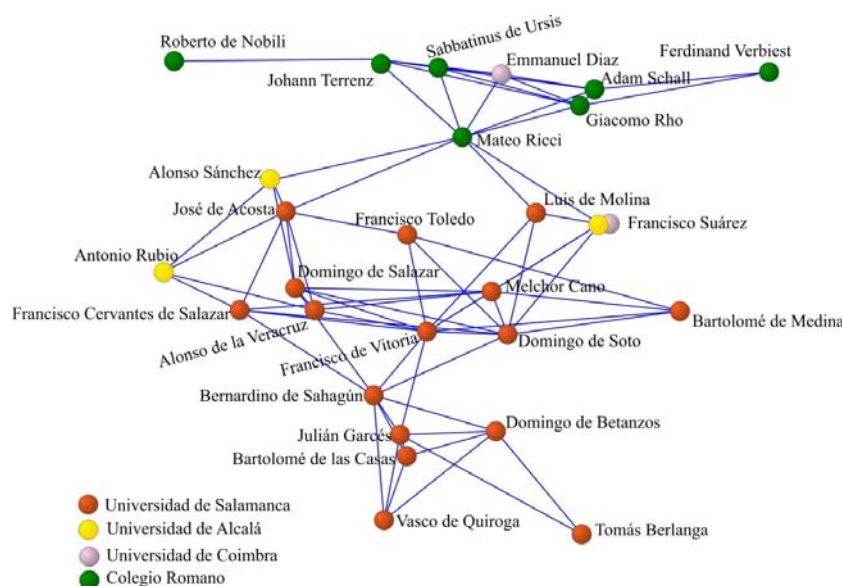 Roberto de Nobili
Sabbatinus de Ursis
Emmanuel Diaz
Ferdinand Verbiest
Johann Terrenz
Adam Schall
Giacomo Rho
Mateo Ricci
Alonso Sánchez
José de Acosta
Luis de Molina
Francisco Toledo
Francisco Suárez
Antonio Rubio
Domingo de Salazar
Melchor Cano
Francisco Cervantes de Salazar
Alonso de la Veracruz
Francisco de Vitoria
Domingo de Soto
Bartolomé de Medina
Bernardino de Sahagún
Julián Garcés
Domingo de Betanzos
Bartolomé de las Casas
Vasco de Quiroga
Tomás Berlanga
Universidad de Salamanca
Universidad de Alcalá
Universidad de Coimbra
Colegio Romano